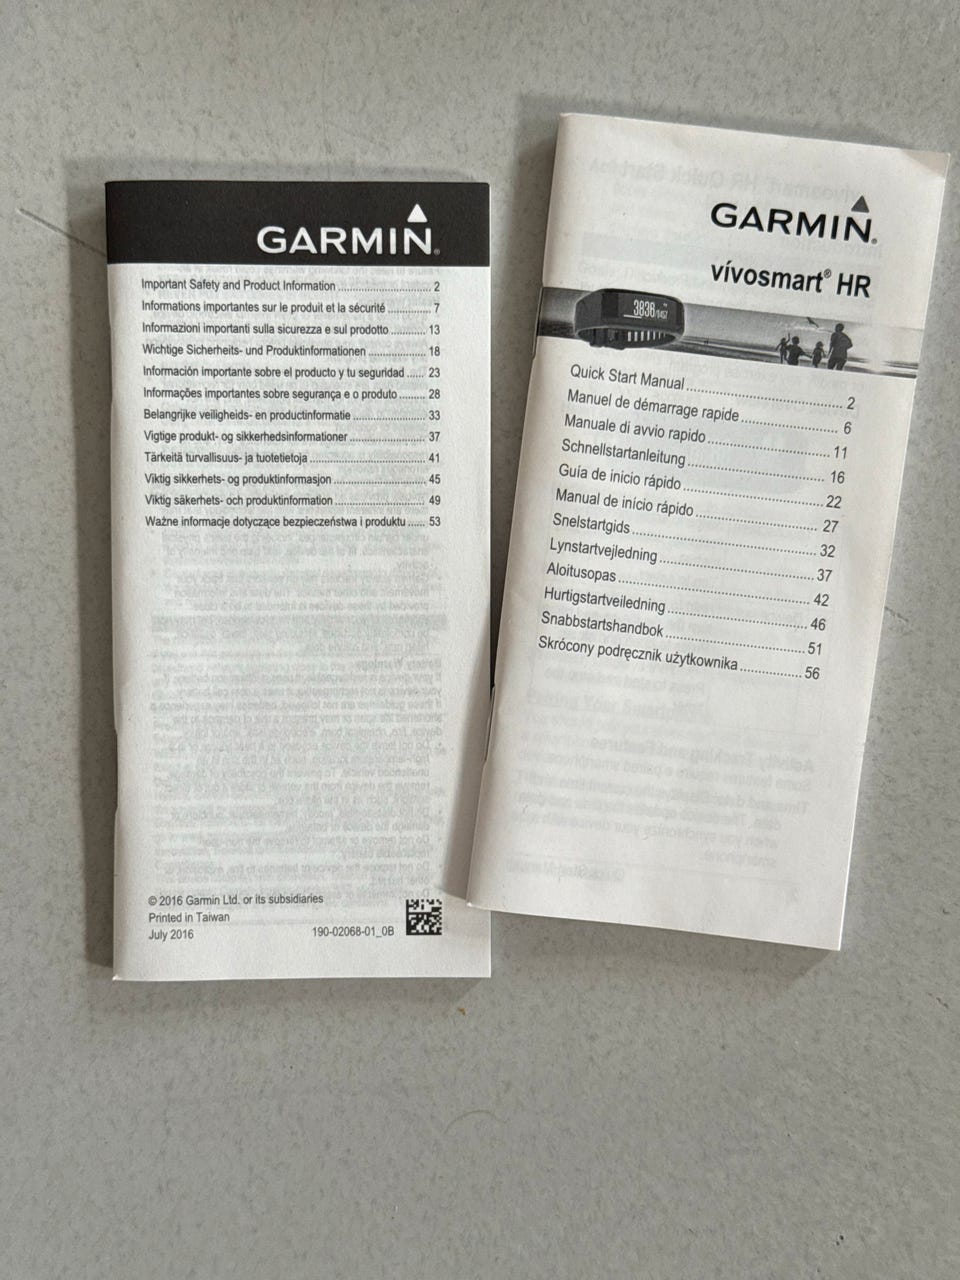 GARMIN®
Important Safety and Product Information ................ 2
Informations importantes sur le produit et la sécurité ............. 7
Informazioni importanti sulla sicurezza e sul prodotto ........... 13
Wichtige Sicherheits- und Produktinformationen ................... 18
Información importante sobre el producto y tu seguridad ...... 23
Informações importantes sobre segurança e o produto ........ 28
Belangrijke veiligheids- en productinformatie ......................... 33
Vigtige produkt- og sikkerhedsinformationer .......................... 37
Tärkeitä turvallisuus- ja tuotetietoja ....................................... 41
Viktig sikkerhets- og produktinformasjon ............................... 45
Viktig säkerhets- och produktinformation ............................... 49
Ważne informacje dotyczące bezpieczeństwa i produktu ...... 53
© 2016 Garmin Ltd. or its subsidiaries
Printed in Taiwan
July 2016
190-02068-01_0B
GARMIN®
vívosmart® HR
3838
Quick Start Manual ........................................ 2
Manuel de démarrage rapide .......................... 6
Manuale di avvio rapido ............................... 11
Schnellstartanleitung ................................... 16
Guía de inicio rápido ................................... 22
Manual de início rápido ............................... 27
Snelstartgids ............................................... 32
Lynstartvejledning ....................................... 37
Aloitusopas ................................................. 42
Hurtigstartveiledning ................................... 46
Snabbstartshandbok ................................... 51
Skrócony podręcznik użytkownika ............... 56